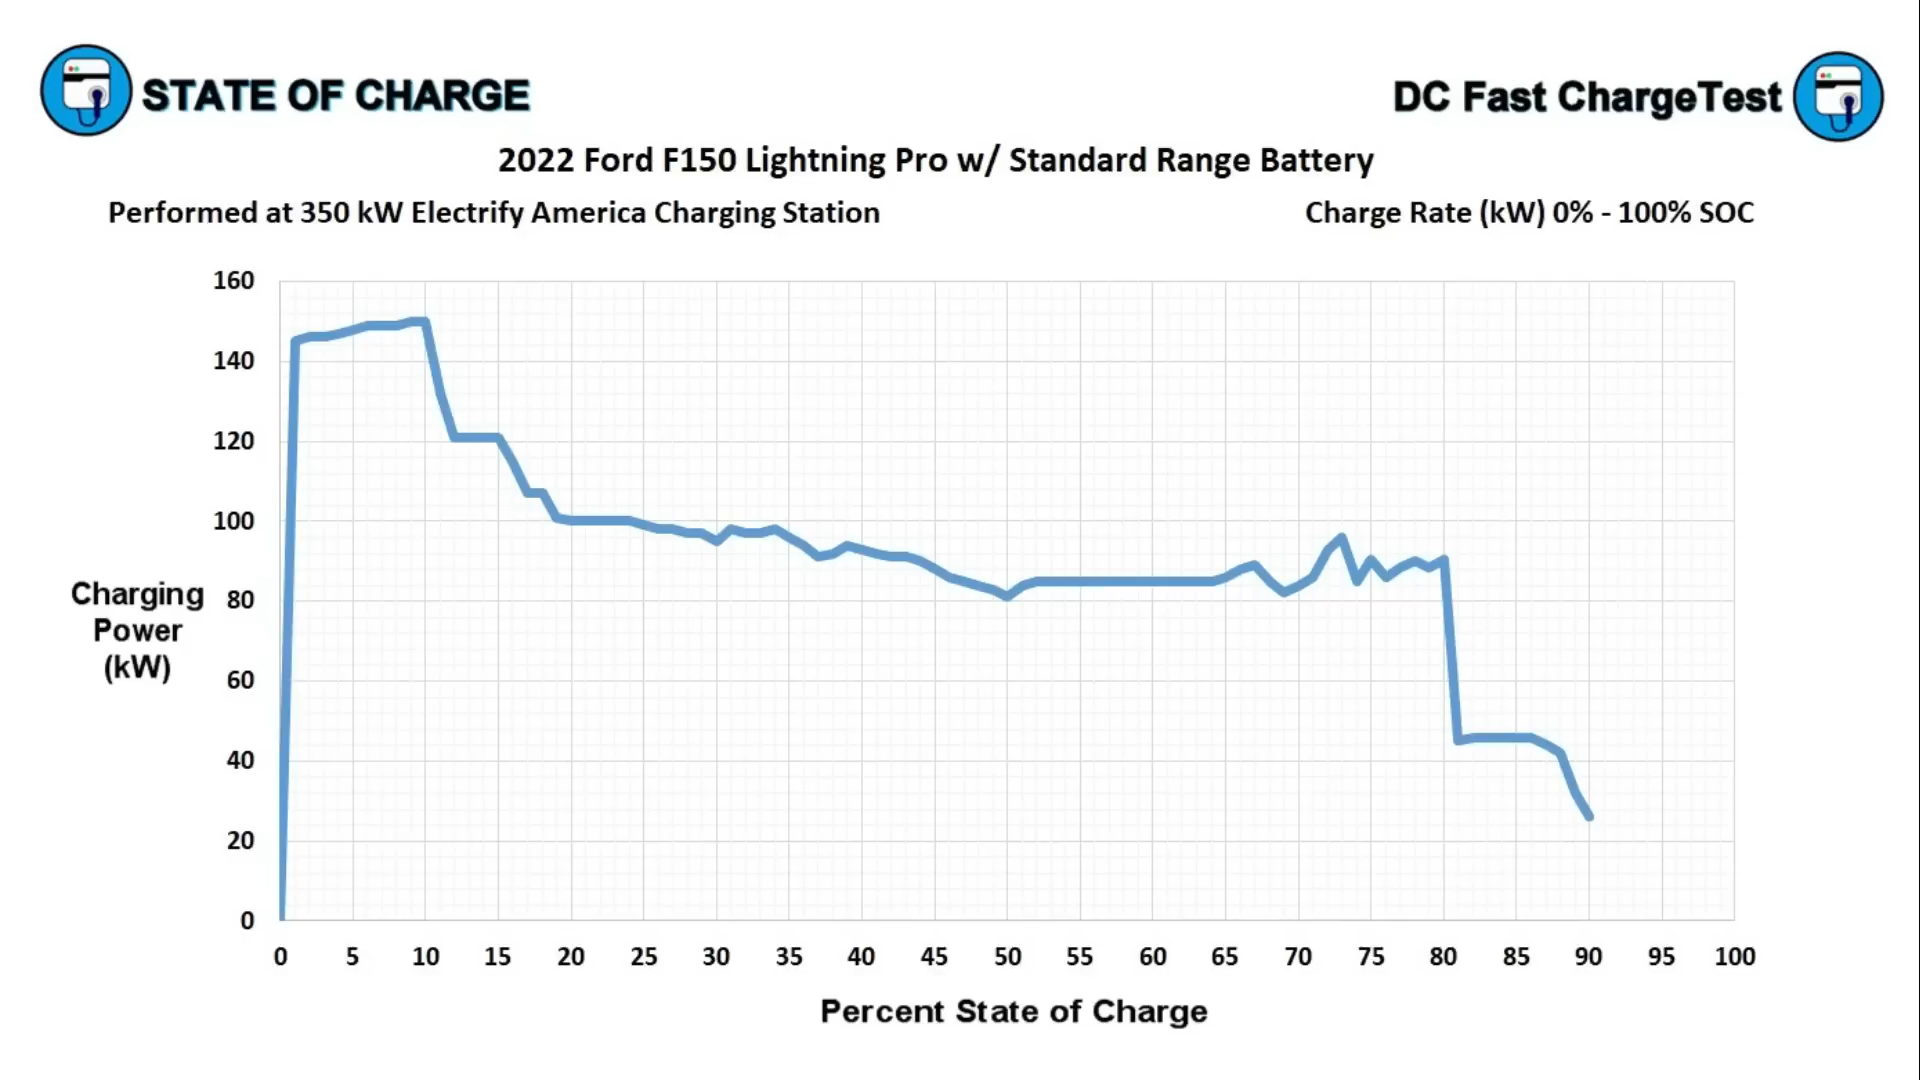 STATE OF CHARGE
DC Fast ChargeTest
2022 Ford F150 Lightning Pro w/ Standard Range Battery
Performed at 350 kW Electrify America Charging Station
Charge Rate (kW) 0% - 100% SOC
160
140
120
100
80
60
40
20
0
Charging
Power
(kW)
0 5 10 15 20 25 30 35 40 45 50 55 60 65 70 75 80 85 90 95 100
Percent State of Charge